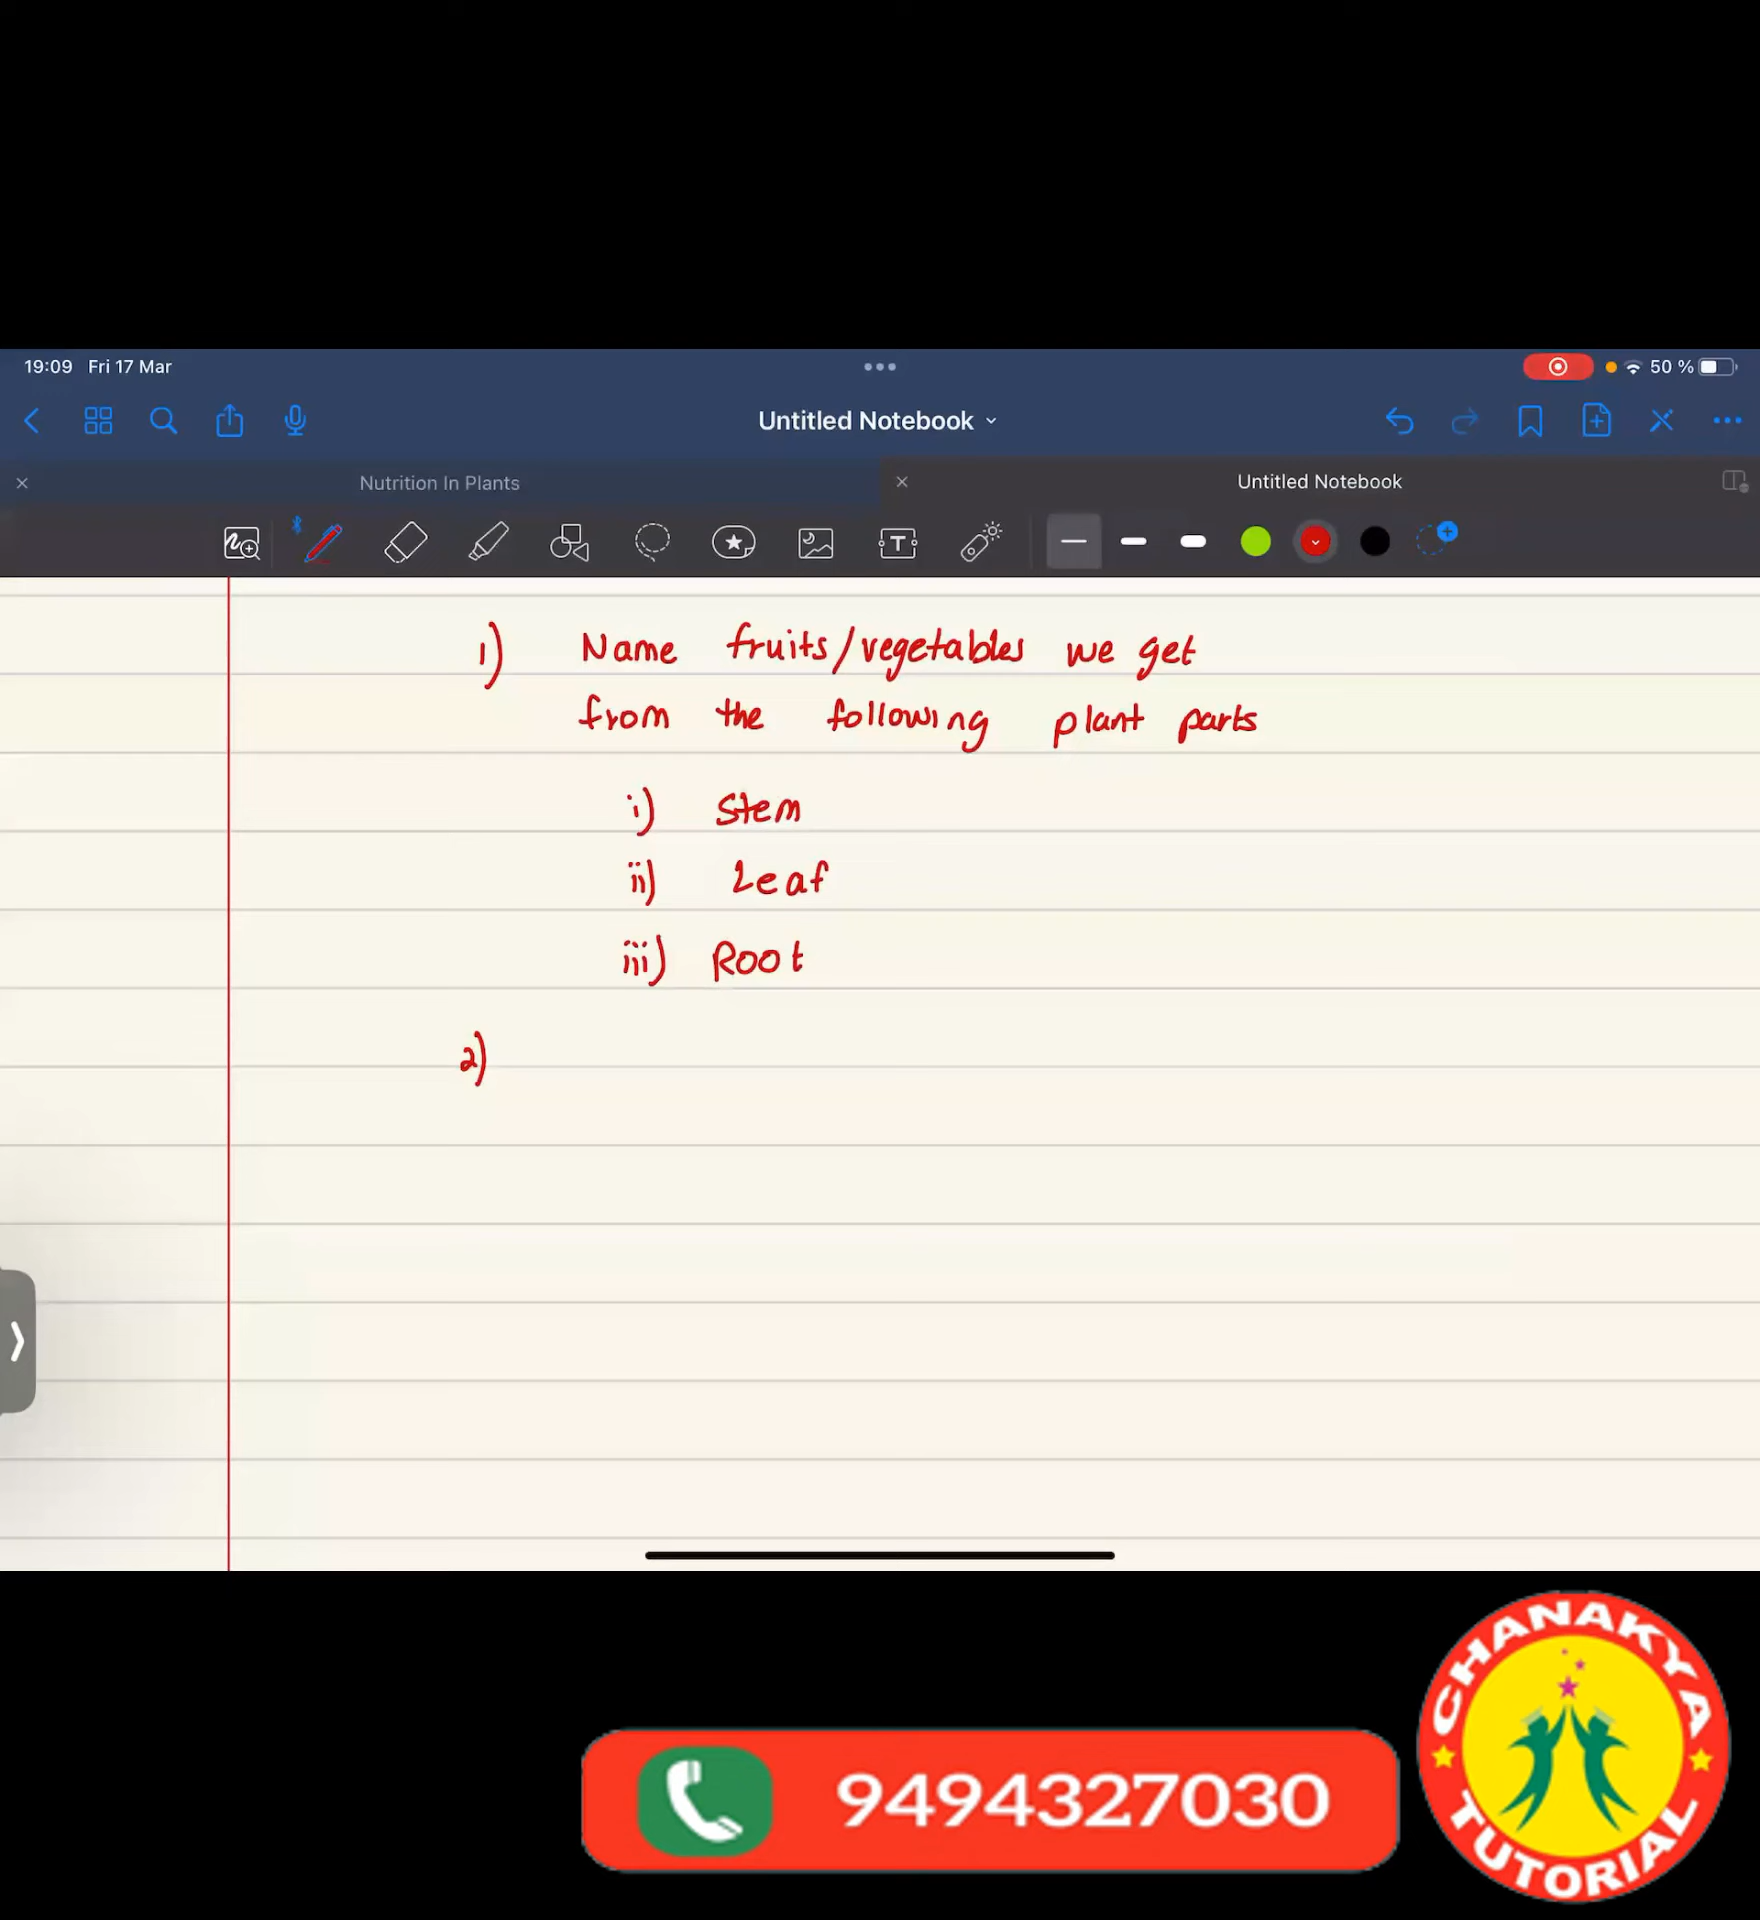 19:09 Fri 17 Mar
50 %
Untitled Notebook
Nutrition In Plants
Untitled Notebook
T
1) Name fruits/vegetables we get
from the following plant parts
i) Stem
ii) Leaf
iii) Root
2)
9494327030
CHANAKYA
TUTORIAL